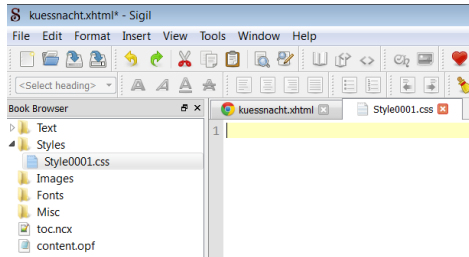 kuessnacht.xhtml* - Sigil
File Edit Format Insert View Tools Window Help
<Select heading>
A A A A
Book Browser
kuessnacht.xhtml
Style0001.css
Text
1
Styles
Style0001.css
Images
Fonts
Misc
toc.ncx
content.opf